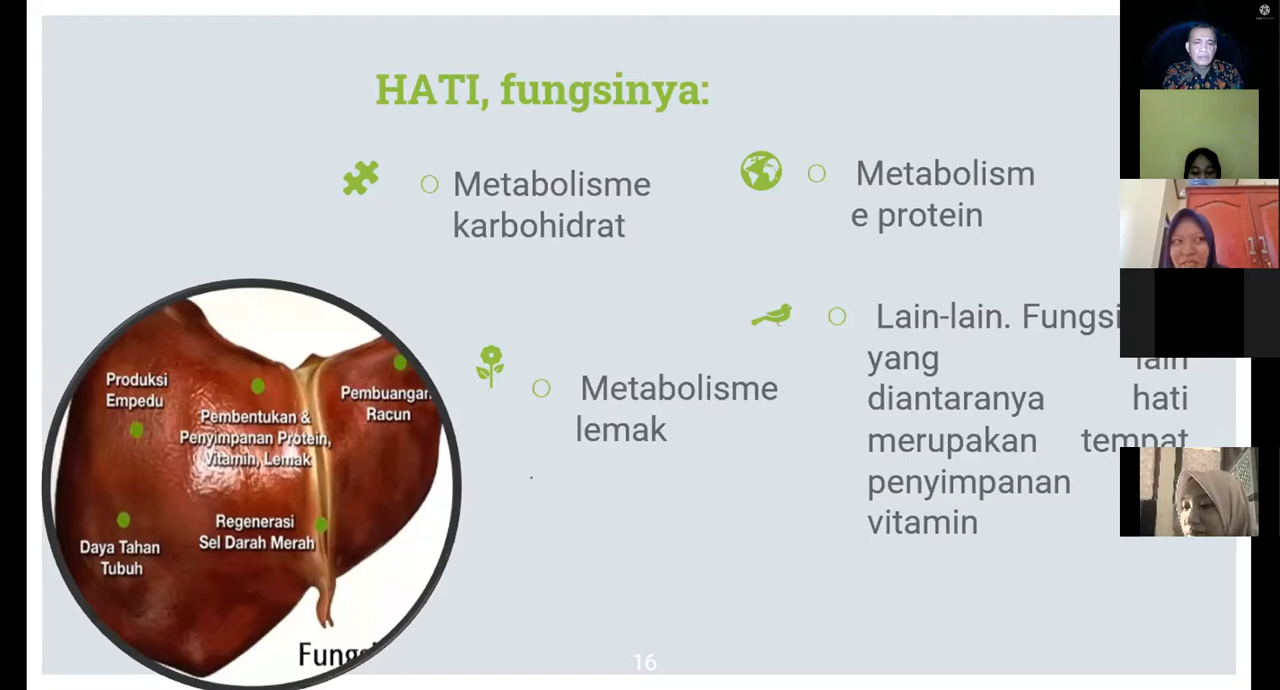 HATI, fungsinya:
Metabolisme
karbohidrat
Metabolism
e protein
Metabolisme
lemak
Lain-lain. Fungsi
yang lain
diantaranya hati
merupakan tempat
penyimpanan
vitamin
Produksi
Empedu
Pembentukan &
Penyimpanan Protein,
Vitamin, Lemak
Pembuangan
Racun
Daya Tahan
Tubuh
Regenerasi
Sel Darah Merah
16